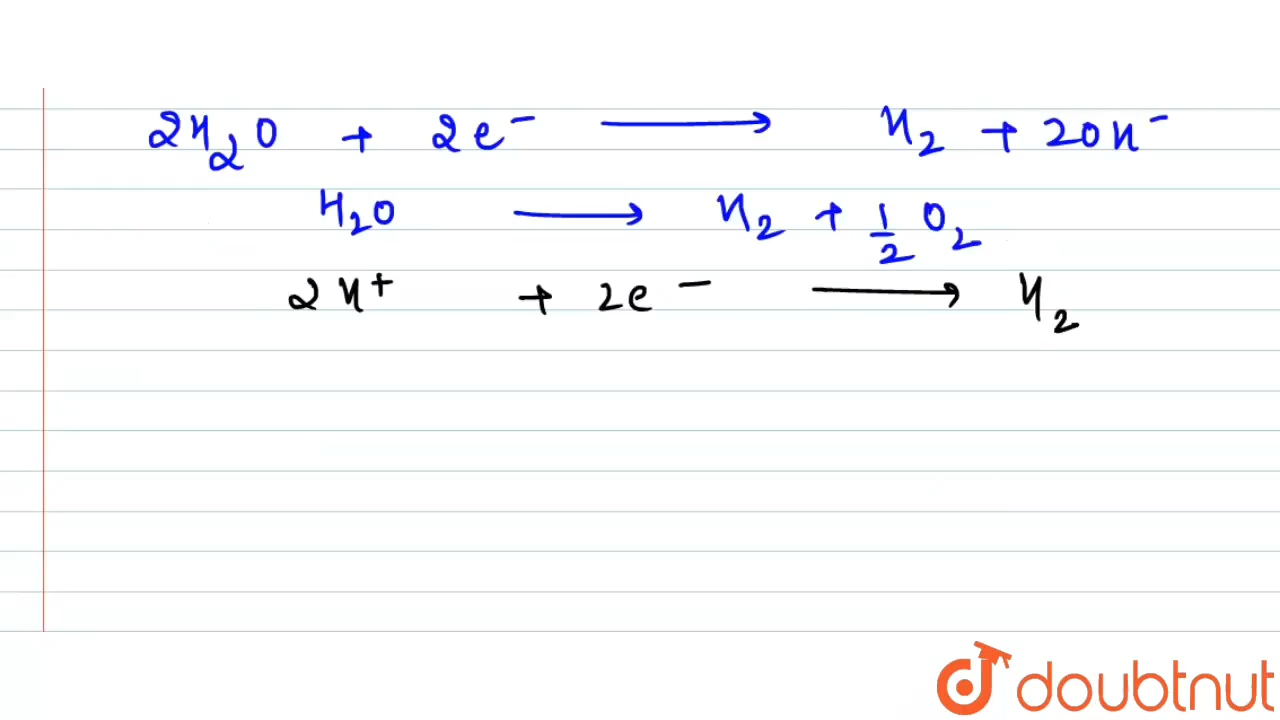 2H₂O + 2e⁻ ⟶ H₂ + 2OH⁻
H₂O ⟶ H₂ + 1/2 O₂
2H⁺ + 2e⁻ ⟶ H₂
doubtnut